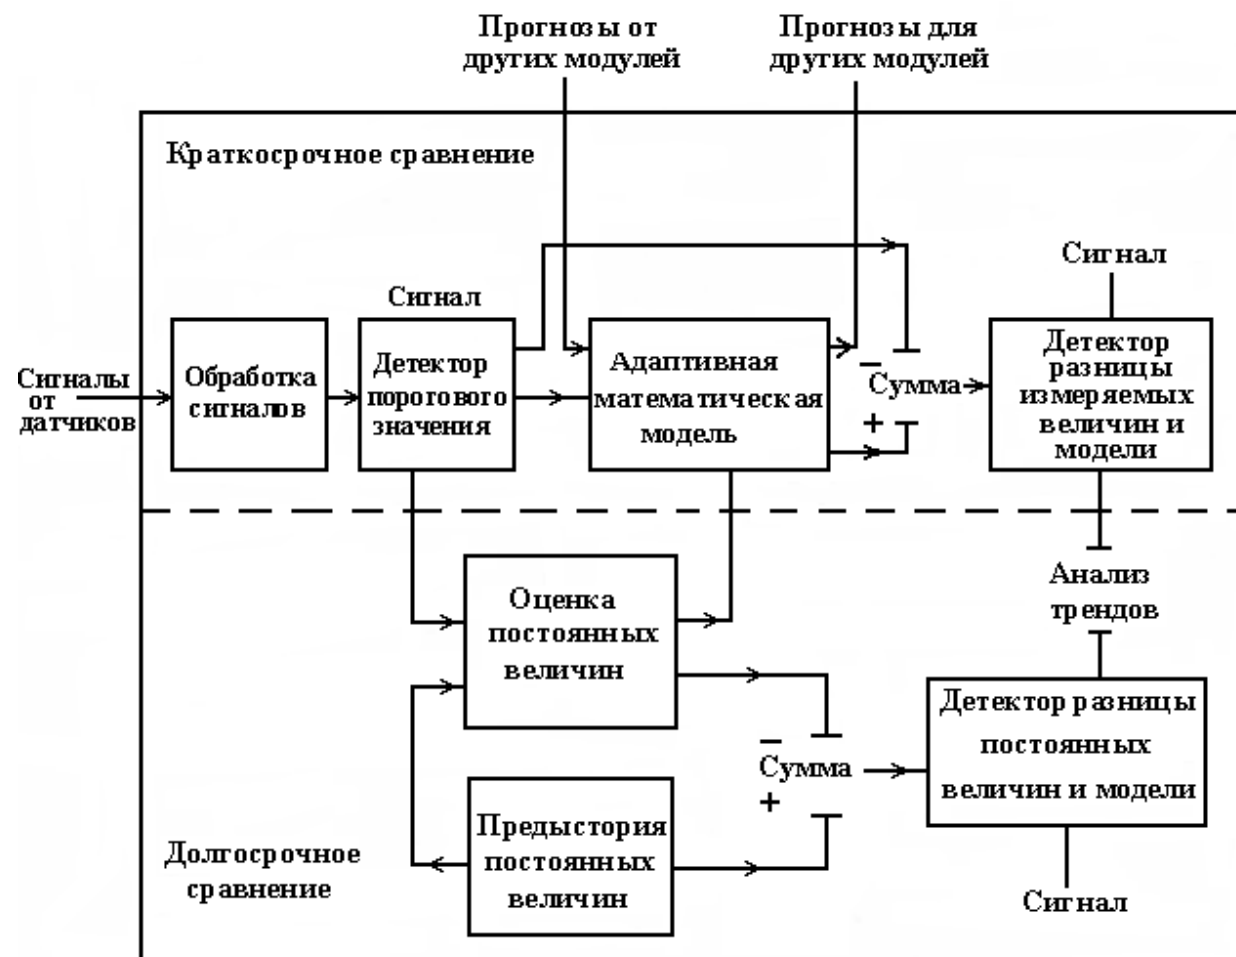 Прогнозы от
других модулей
Прогнозы для
других модулей
Краткосрочное сравнение
Сигнал
Сигнал
Сигналы
от
датчиков
Обработка
сигналов
Детектор
порогового
значения
Адаптивная
математическая
модель
–
Сумма
+
Детектор
разницы
измеряемых
величин и
модели
Оценка
постоянных
величин
Анализ
трендов
–
Сумма
+
Детектор разницы
постоянных
величин и модели
Предыстория
постоянных
величин
Долгосрочное
сравнение
Сигнал